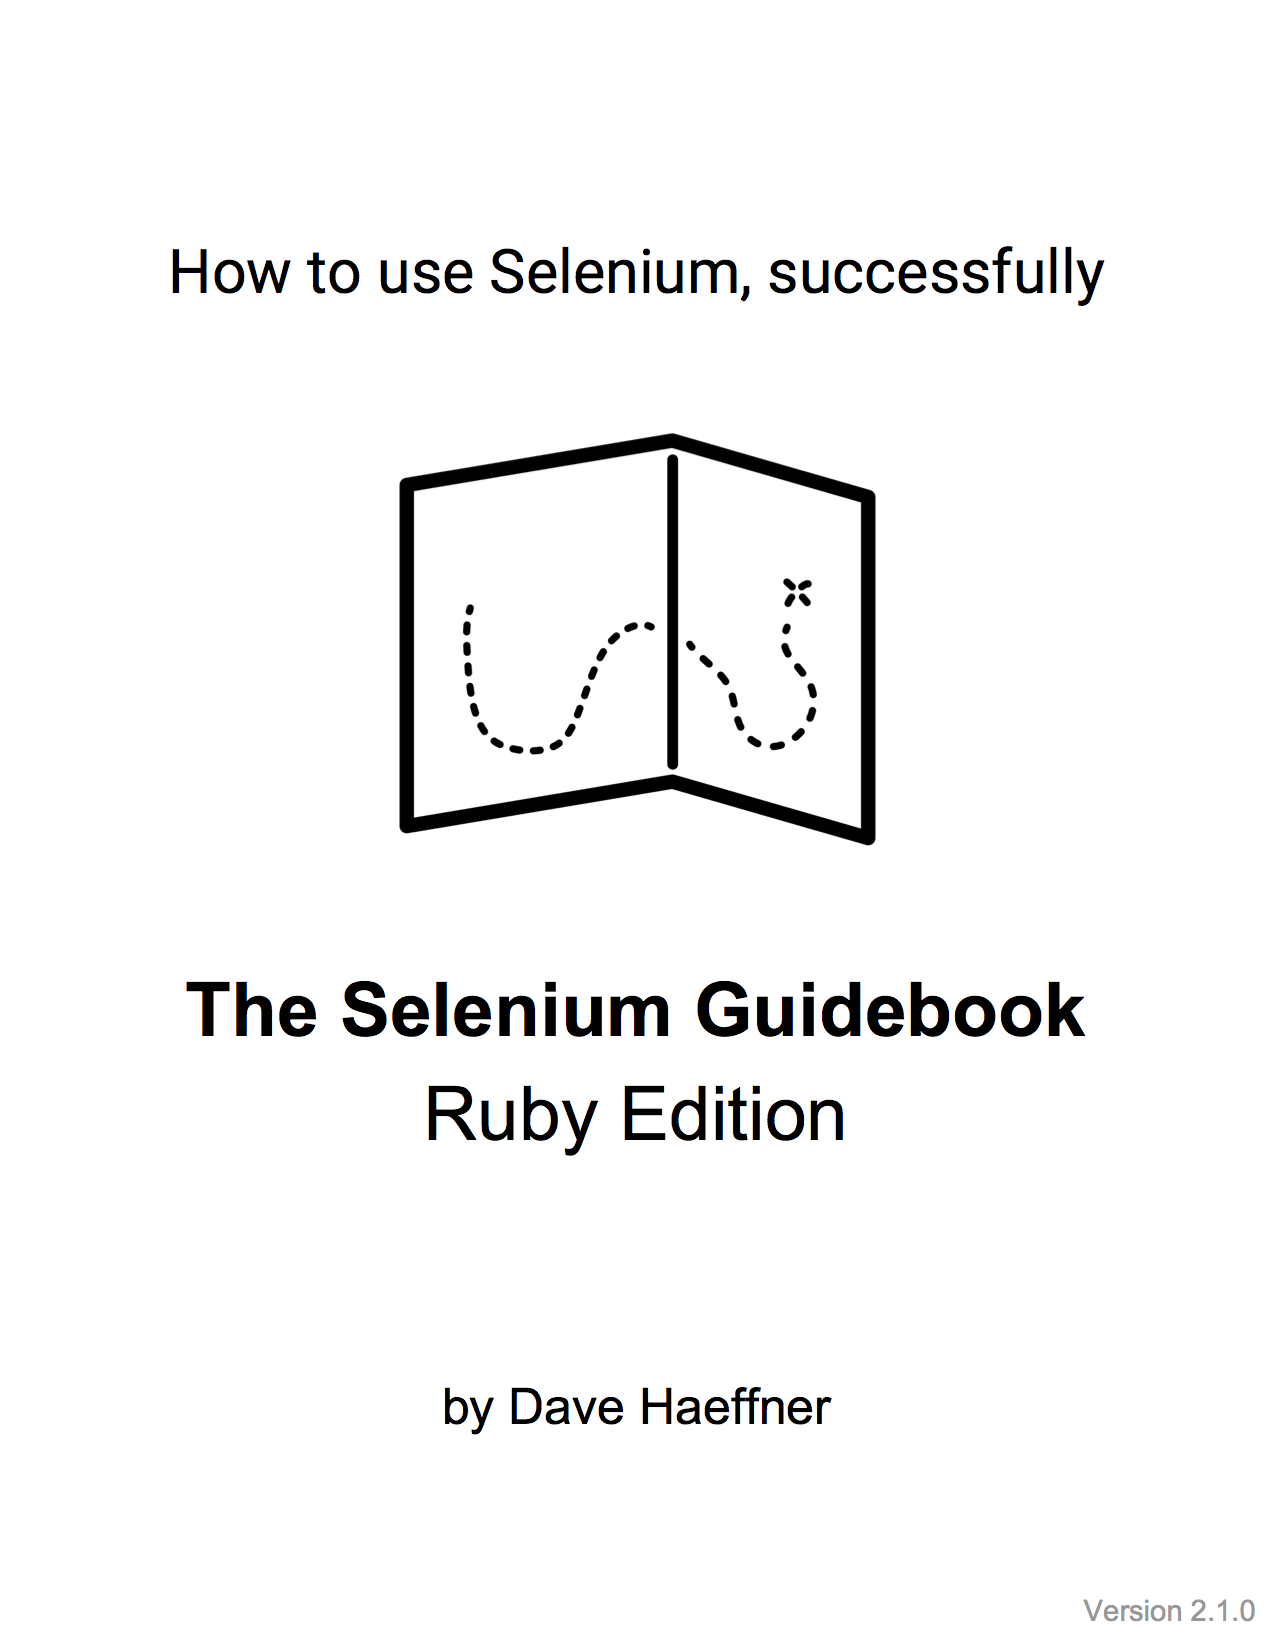 How to use Selenium, successfully
The Selenium Guidebook
Ruby Edition
by Dave Haeffner
Version 2.1.0